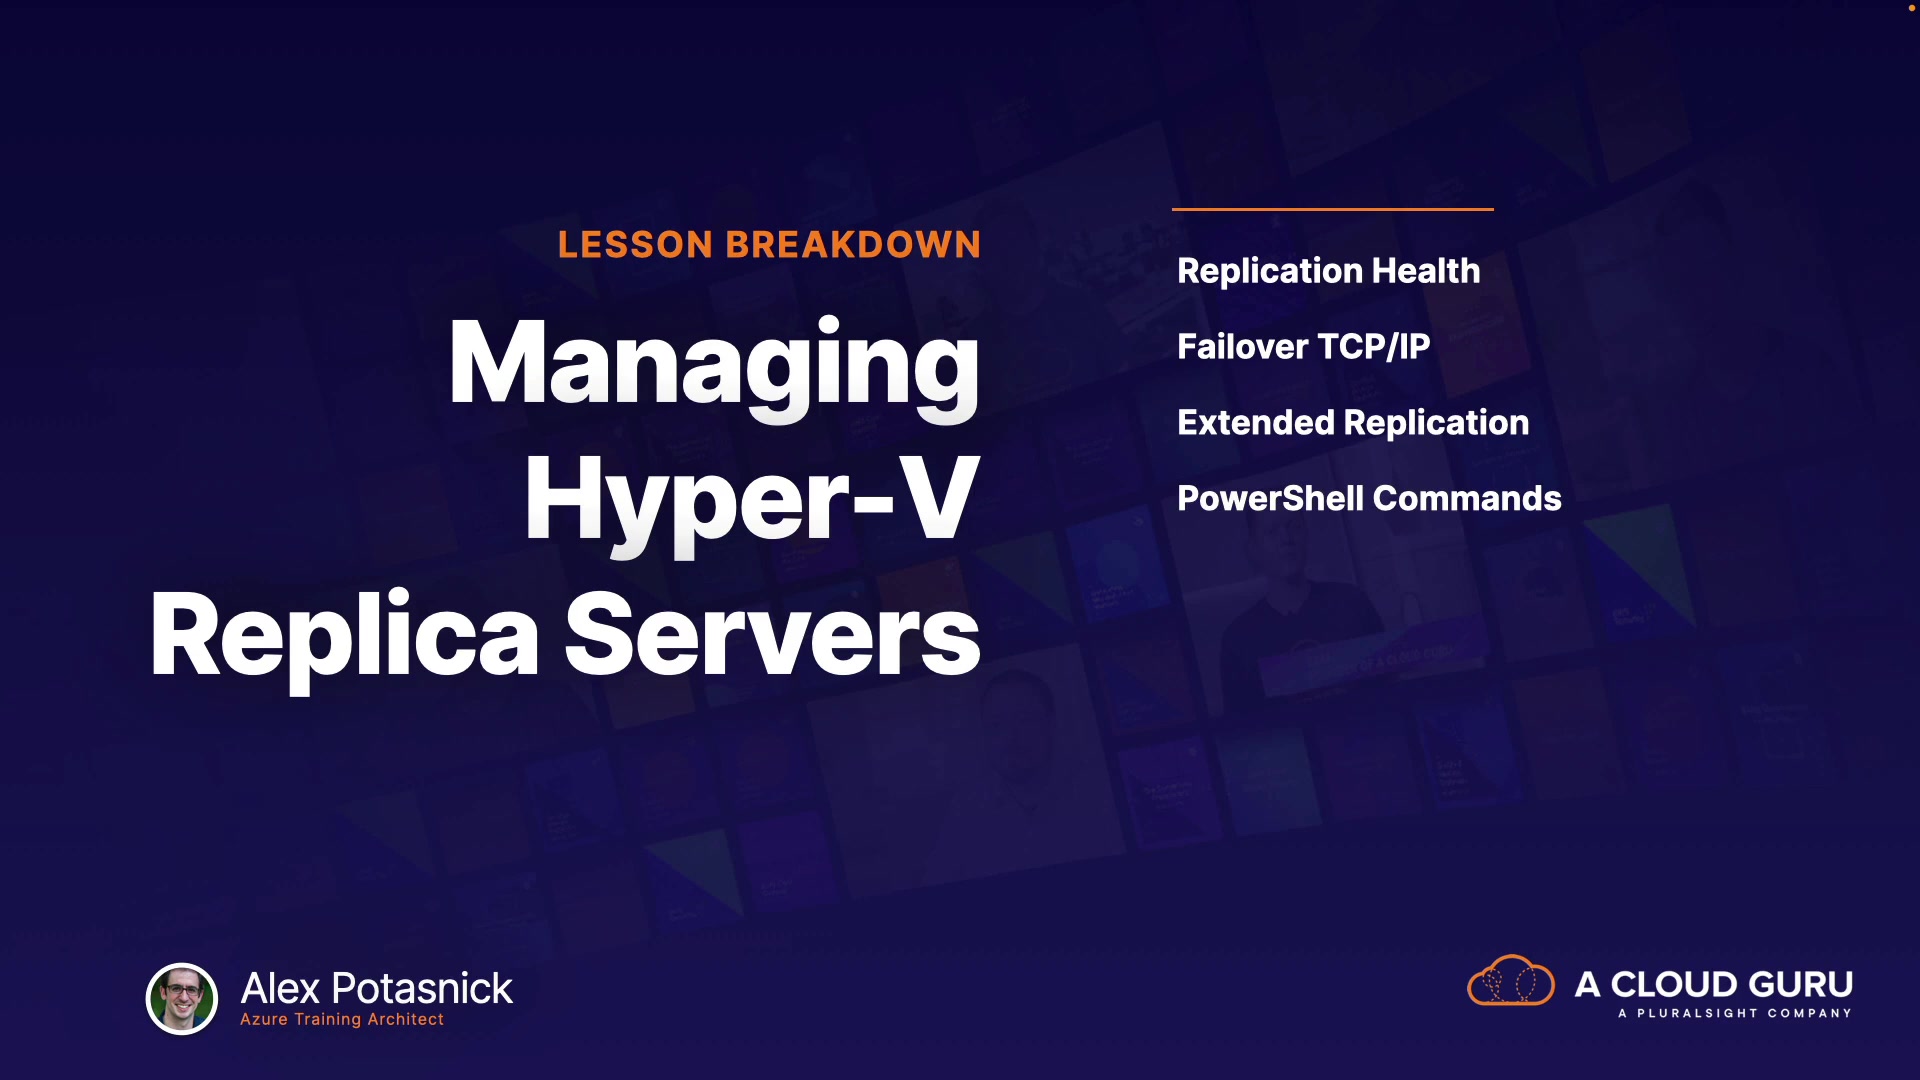 LESSON BREAKDOWN
Managing
Hyper-V
Replica Servers
Replication Health
Failover TCP/IP
Extended Replication
PowerShell Commands
Alex Potasnick
Azure Training Architect
A CLOUD GURU
A PLURALSIGHT COMPANY